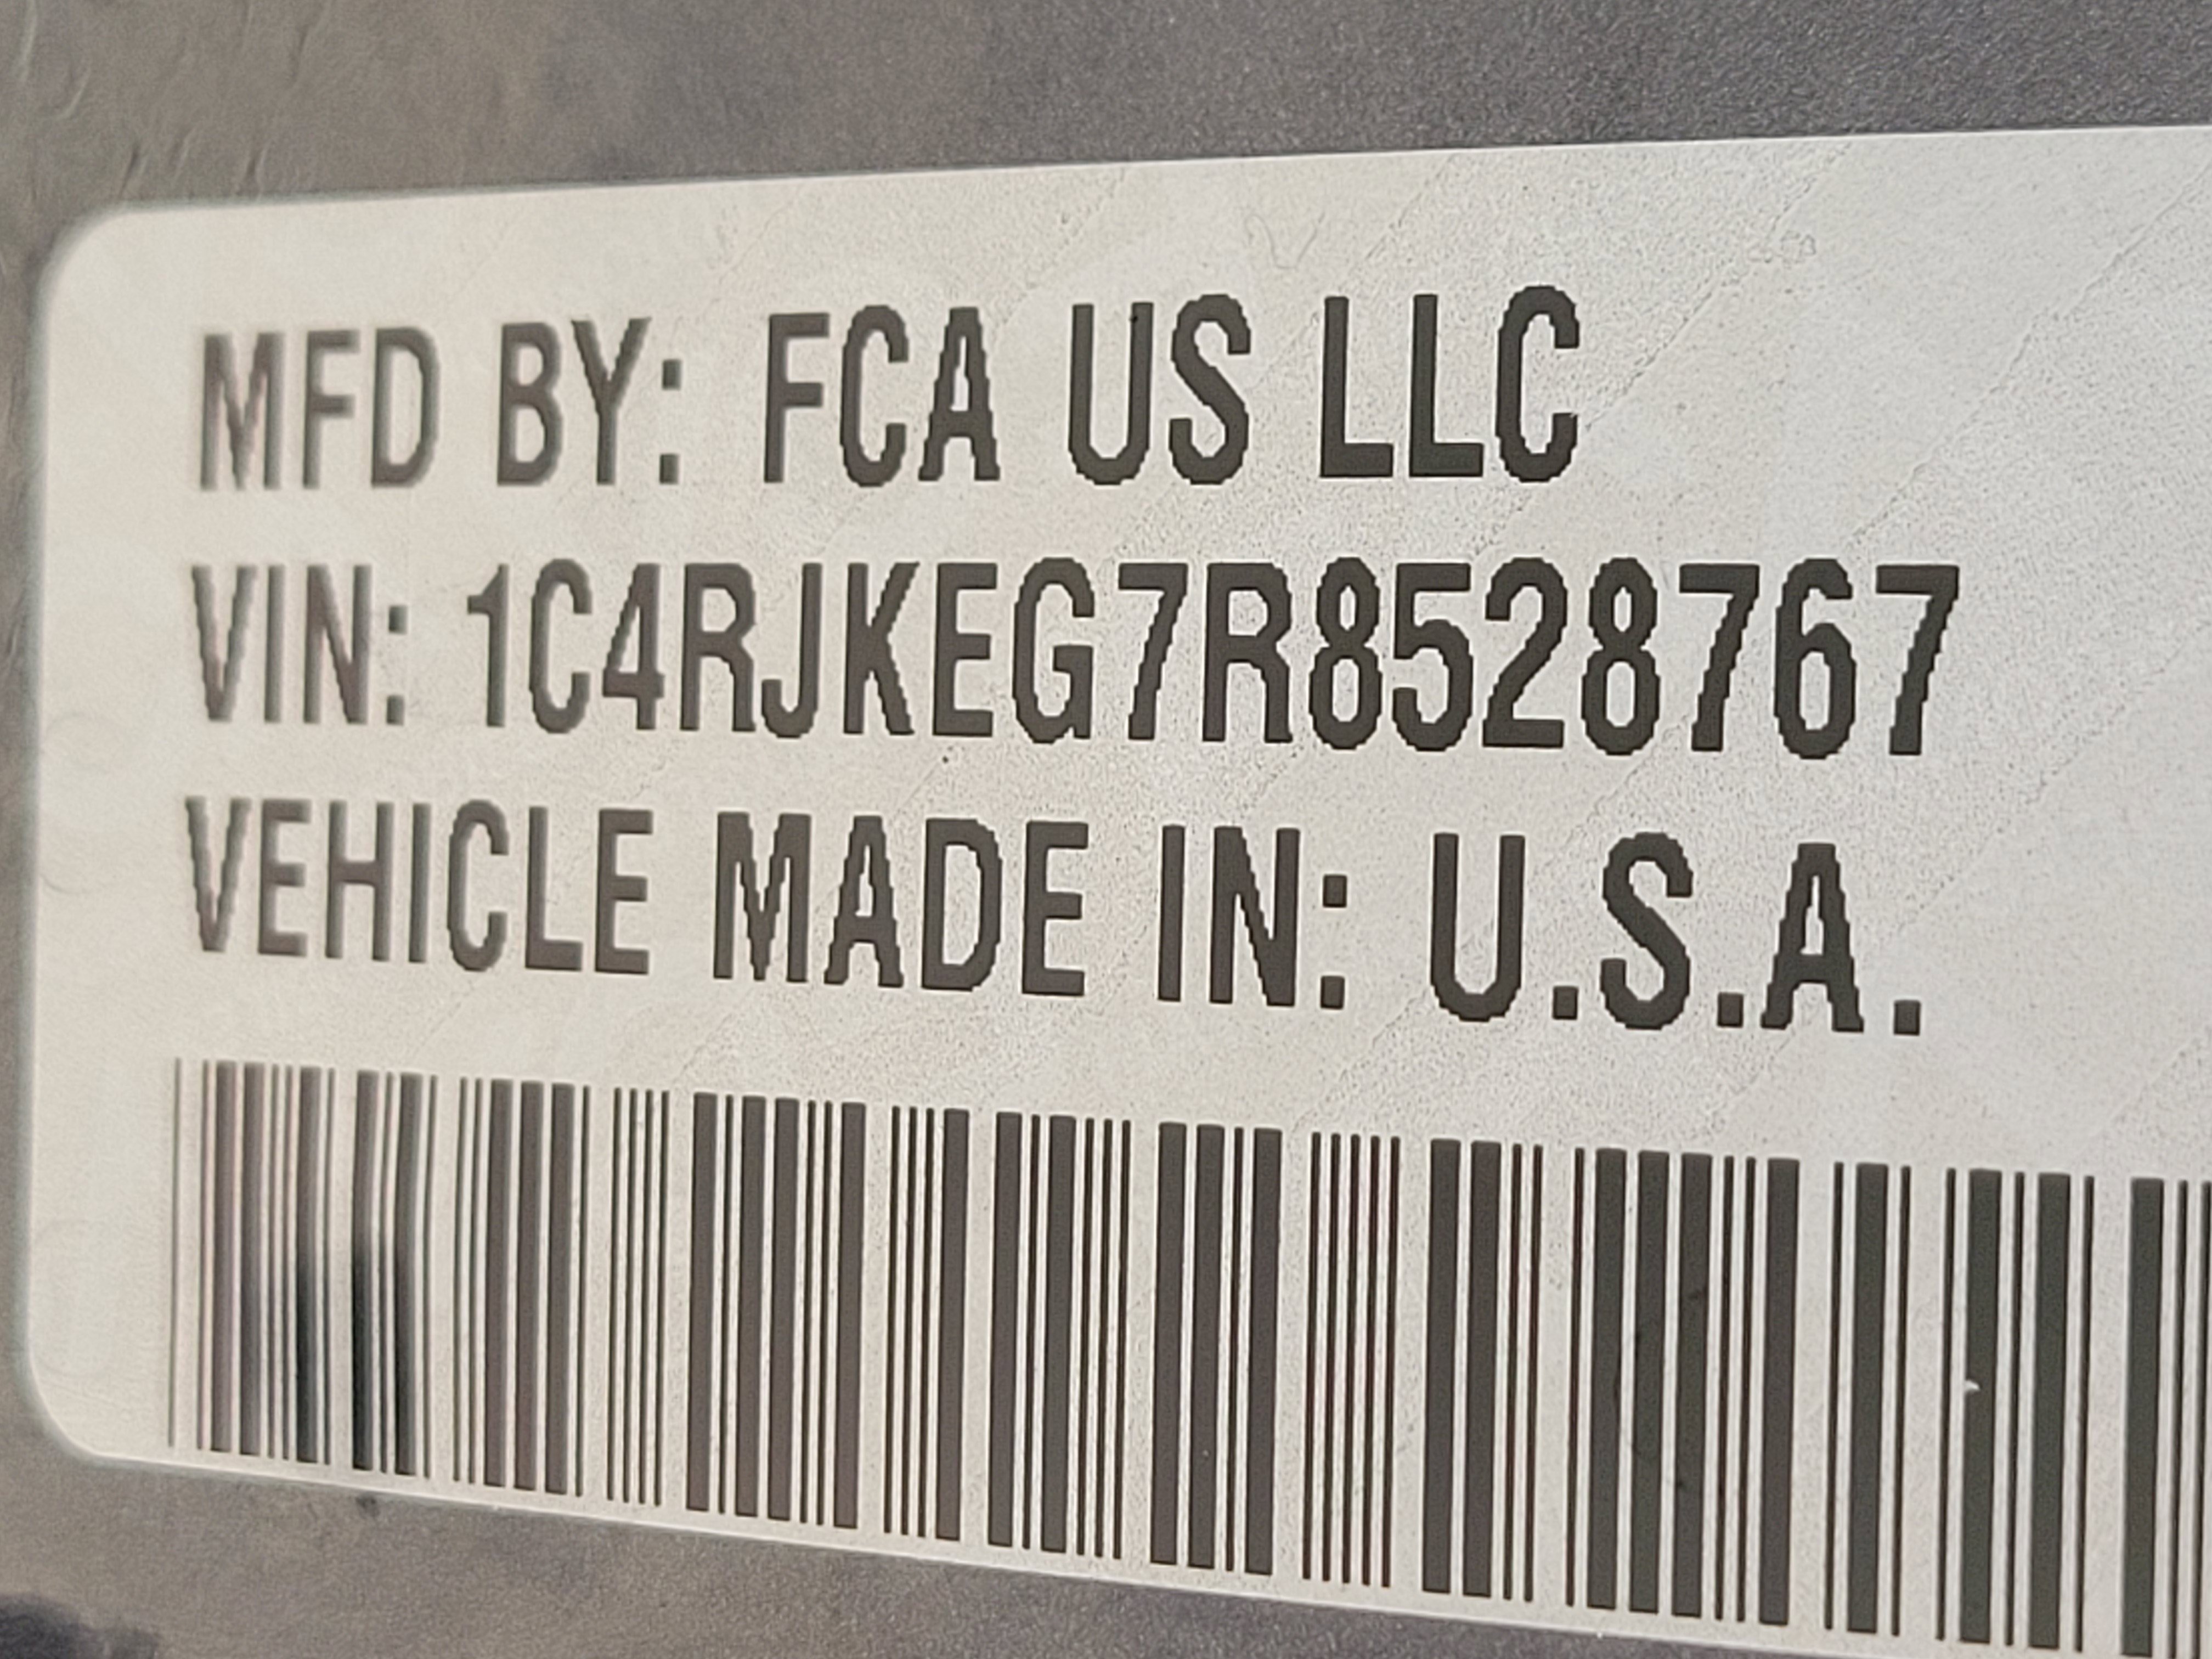 MFD BY: FCA US LLC
VIN: 1C4RJKEG7R8528767
VEHICLE MADE IN: U.S.A.